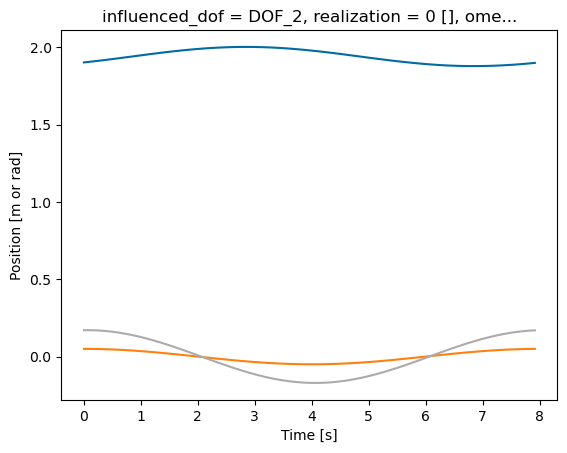 influenced_dof = DOF_2, realization = 0 [], ome...
2.0
1.5
1.0
0.5
0.0
Position [m or rad]
0 1 2 3 4 5 6 7 8
Time [s]